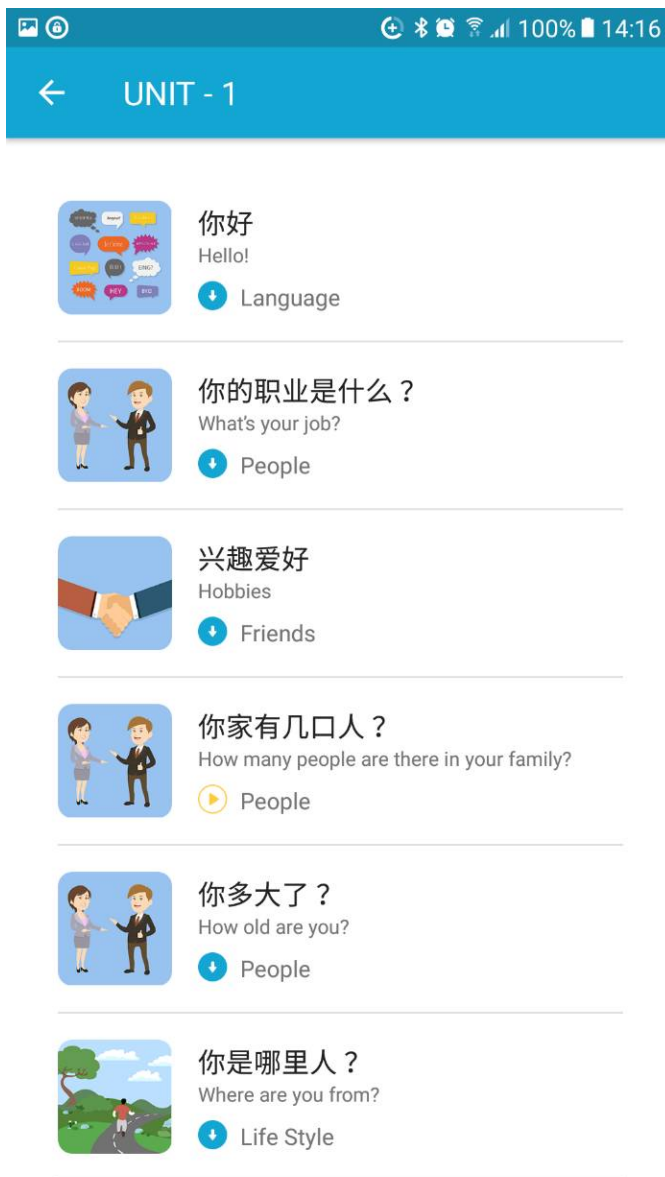 100% 14:16
UNIT - 1
你好
Hello!
Language
你的职业是什么？
What's your job?
People
兴趣爱好
Hobbies
Friends
你家有几口人？
How many people are there in your family?
People
你多大了？
How old are you?
People
你是哪里人？
Where are you from?
Life Style